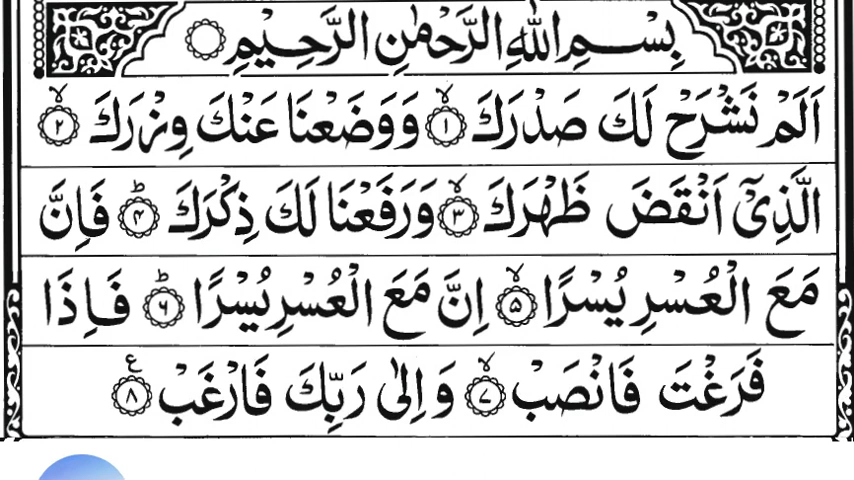 بِسْمِ اللّٰهِ الرَّحْمٰنِ الرَّحِيْمِ
اَلَمْ نَشْرَحْ لَكَ صَدْرَكَ ۙ﴿۱﴾ وَوَضَعْنَا عَنْكَ وِزْرَكَ ۙ﴿۲﴾
الَّذِیْۤ اَنْقَضَ ظَهْرَكَ ۙ﴿۳﴾ وَرَفَعْنَا لَكَ ذِكْرَكَ ؕ﴿۴﴾ فَاِنَّ
مَعَ الْعُسْرِ يُسْرًا ۙ﴿۵﴾ اِنَّ مَعَ الْعُسْرِ يُسْرًا ؕ﴿۶﴾ فَاِذَا
فَرَغْتَ فَانْصَبْ ۙ﴿۷﴾ وَ اِلٰى رَبِّكَ فَارْغَبْ ﴿۸﴾ ع